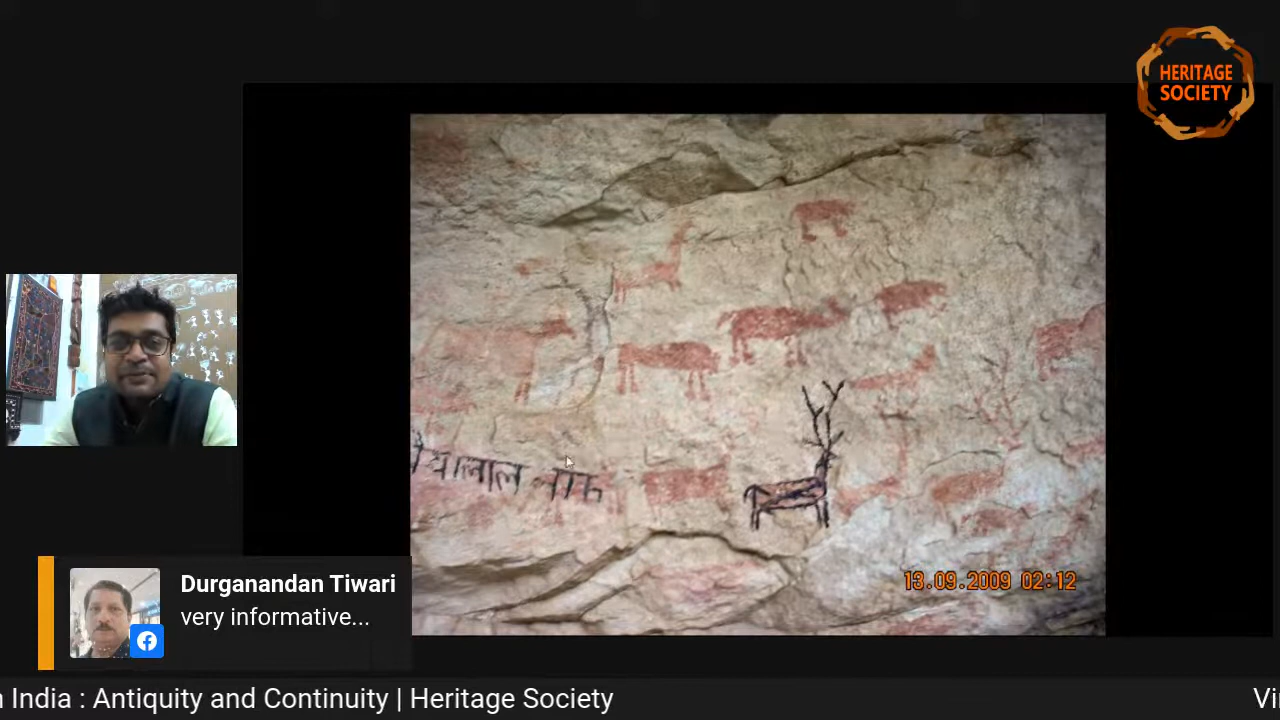 HERITAGE
SOCIETY
यालाल
13.09.2009 02:12
Durganandan Tiwari
very informative...
India : Antiquity and Continuity | Heritage Society